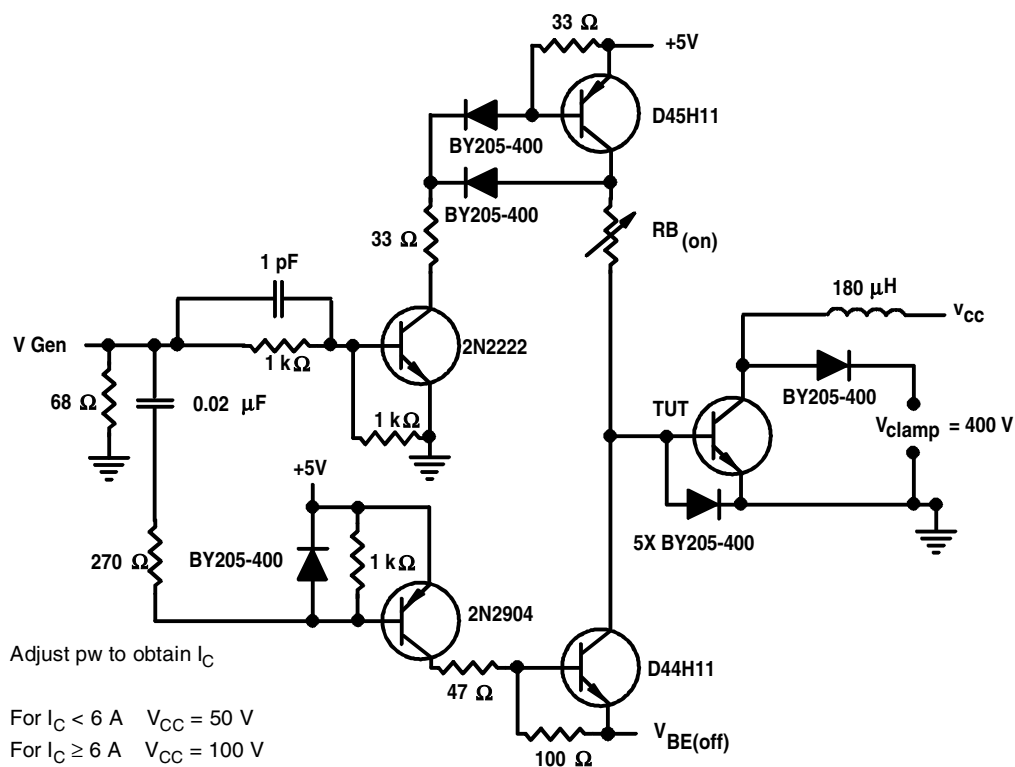 33 Ω
+5V
D45H11
BY205-400
BY205-400
33 Ω
RB(on)
1 pF
180 μH
vCC
V Gen
1 kΩ
2N2222
68 Ω
0.02 μF
BY205-400
TUT
Vclamp = 400 V
1 kΩ
+5V
5X BY205-400
270 Ω
BY205-400
1 kΩ
2N2904
Adjust pw to obtain IC
D44H11
47 Ω
For IC < 6 A VCC = 50 V
VBE(off)
For IC ≥ 6 A VCC = 100 V
100 Ω